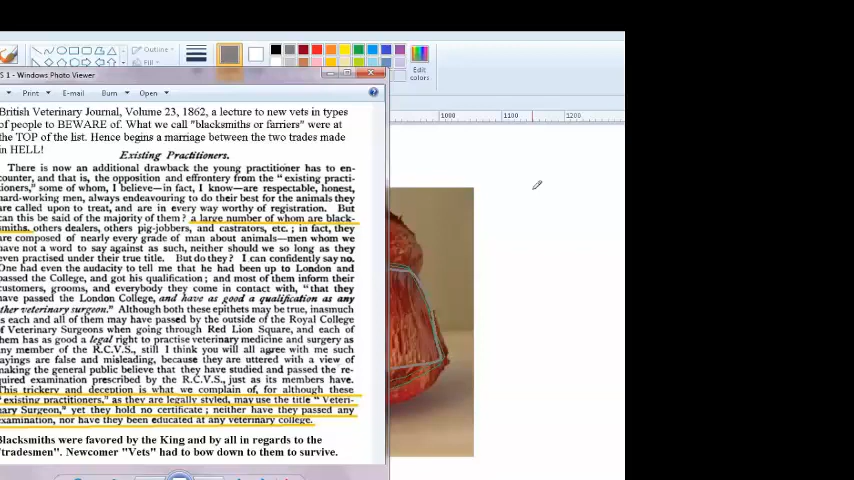 Outline
Fill
Edit
colors
S 1 - Windows Photo Viewer
Print E-mail Burn Open
1000 1100 1200
British Veterinary Journal, Volume 23, 1862, a lecture to new vets in types
of people to BEWARE of. What we call "blacksmiths or farriers" were at
the TOP of the list. Hence begins a marriage between the two trades made
in HELL!
Existing Practitioners.
There is now an additional drawback the young practitioner has to en-
counter, and that is, the opposition and effrontery from the "existing practi-
tioners," some of whom, I believe—in fact, I know—are respectable, honest,
hard-working men, always endeavouring to do their best for the animals they
are called upon to treat, and are in every way worthy of registration. But
can this be said of the majority of them? a large number of whom are black-
smiths, others dealers, others pig-jobbers, and castrators, etc.; in fact, they
are composed of nearly every grade of man about animals—men whom we
have not a word to say against as such, neither should we so long as they
even practised under their true title. But do they? I can confidently say no.
One had even the audacity to tell me that he had been up to London and
passed the College, and got his qualification; and most of them inform their
customers, grooms, and everybody they come in contact with, "that they
have passed the London College, and have as good a qualification as any
other veterinary surgeon." Although both these epithets may be true, inasmuch
as each and all of them may have passed by the outside of the Royal College
of Veterinary Surgeons when going through Red Lion Square, and each of
them has as good a legal right to practise veterinary medicine and surgery as
any member of the R.C.V.S., still I think you will all agree with me such
sayings are false and misleading, because they are uttered with a view of
making the general public believe that they have studied and passed the re-
quired examination prescribed by the R.C.V.S., just as its members have.
This trickery and deception is what we complain of, for although these
"existing practitioners," as they are legally styled, may use the title "Veteri-
nary Surgeon," yet they hold no certificate; neither have they passed any
examination, nor have they been educated at any veterinary college.
Blacksmiths were favored by the King and by all in regards to the
"tradesmen". Newcomer "Vets" had to bow down to them to survive.